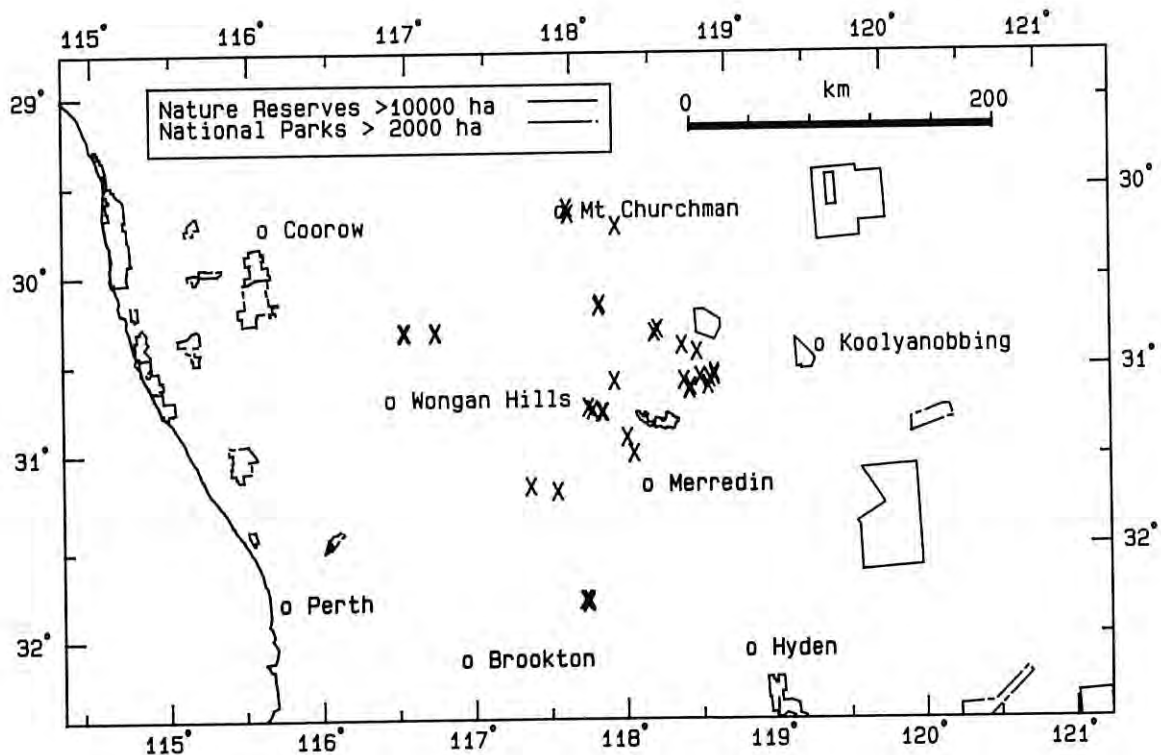 115° 116° 117° 118° 119° 120° 121°
29°
Nature Reserves >10000 ha
National Parks > 2000 ha
0 km 200
30°
Mt. Churchman
Coorow
30°
Koolyanobbing
31°
Wongan Hills
31°
Merredin
32°
Perth
32°
Brookton
Hyden
115° 116° 117° 118° 119° 120° 121°